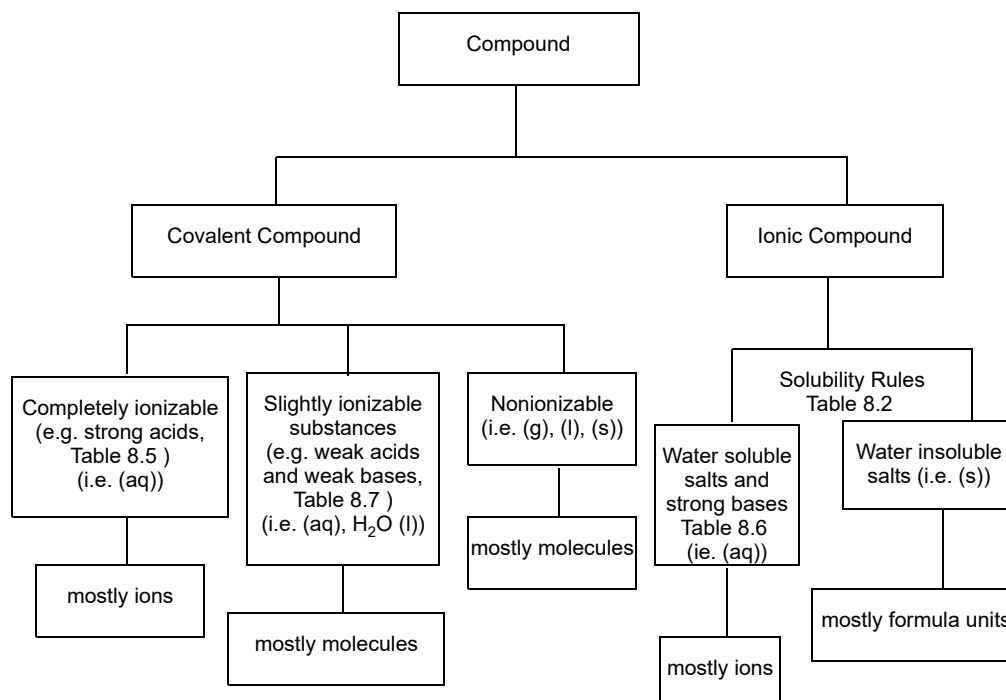 Compound
Covalent Compound
Ionic Compound
Completely ionizable
(e.g. strong acids,
Table 8.5 )
(i.e. (aq))
Slightly ionizable
substances
(e.g. weak acids
and weak bases,
Table 8.7 )
(i.e. (aq), H₂O (l))
Nonionizable
(i.e. (g), (l), (s))
Solubility Rules
Table 8.2
Water soluble
salts and
strong bases
Table 8.6
(ie. (aq))
Water insoluble
salts (i.e. (s))
mostly ions
mostly molecules
mostly molecules
mostly ions
mostly formula units